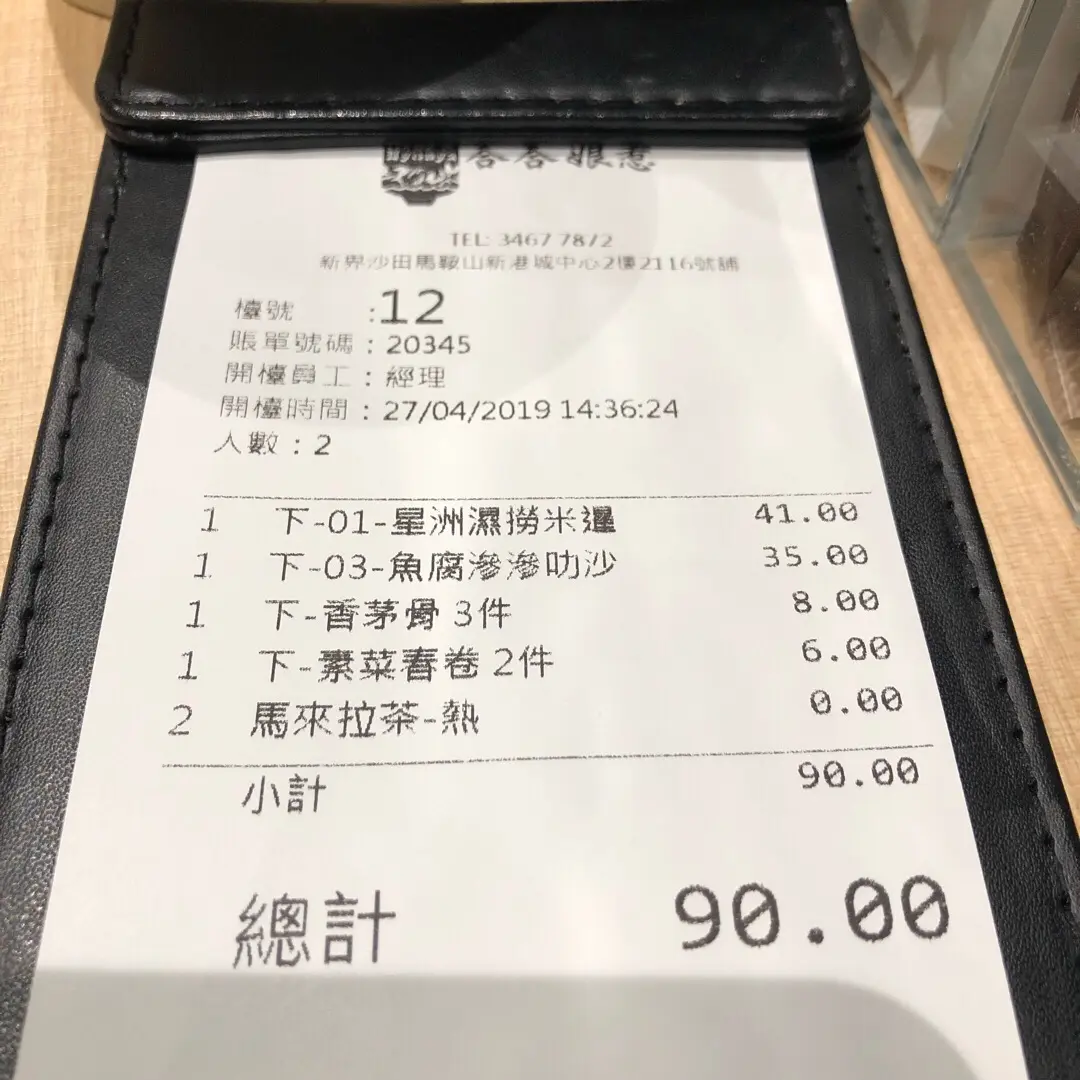 TEL: 3467 7872
新界沙田馬鞍山新港城中心2樓2116號舖
檯號 :12
賬單號碼 : 20345
開檯員工 : 經理
開檯時間 : 27/04/2019 14:36:24
人數 : 2
1 下-01-星洲濕撈米暹 41.00
1 下-03-魚腐滲滲叻沙 35.00
1 下-香茅骨 3件 8.00
1 下-素菜春卷 2件 6.00
2 馬來拉茶-熱 0.00
小計 90.00
總計 90.00